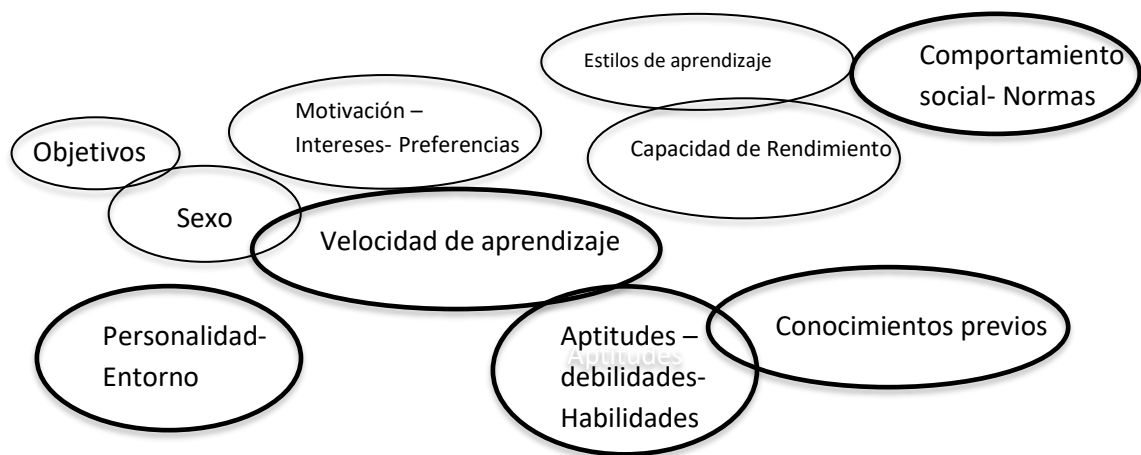 Estilos de aprendizaje
Comportamiento
social- Normas
Motivación –
Intereses- Preferencias
Objetivos
Capacidad de Rendimiento
Sexo
Velocidad de aprendizaje
Personalidad-
Entorno
Aptitudes –
Aptitudes
debilidades-
Habilidades
Conocimientos previos